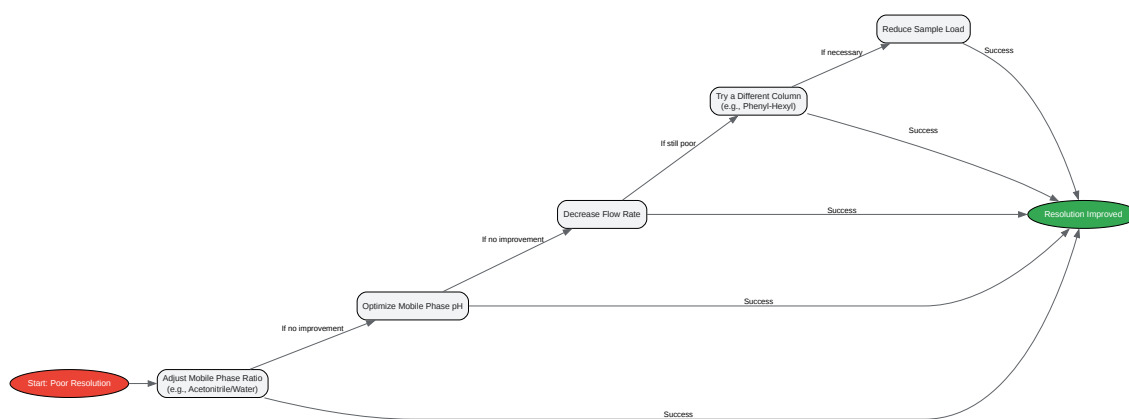 Reduce Sample Load
If necessary
Success
Try a Different Column
(e.g., Phenyl-Hexyl)
Success
If still poor
Decrease Flow Rate
Success
Resolution Improved
If no improvement
Optimize Mobile Phase pH
Success
If no improvement
Start: Poor Resolution
Adjust Mobile Phase Ratio
(e.g., Acetonitrile/Water)
Success